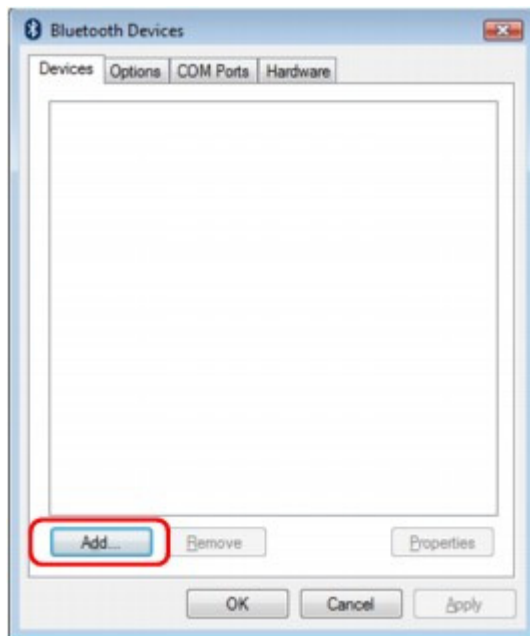 Bluetooth Devices
Devices Options COM Ports Hardware
Add... Remove Properties
OK Cancel Apply